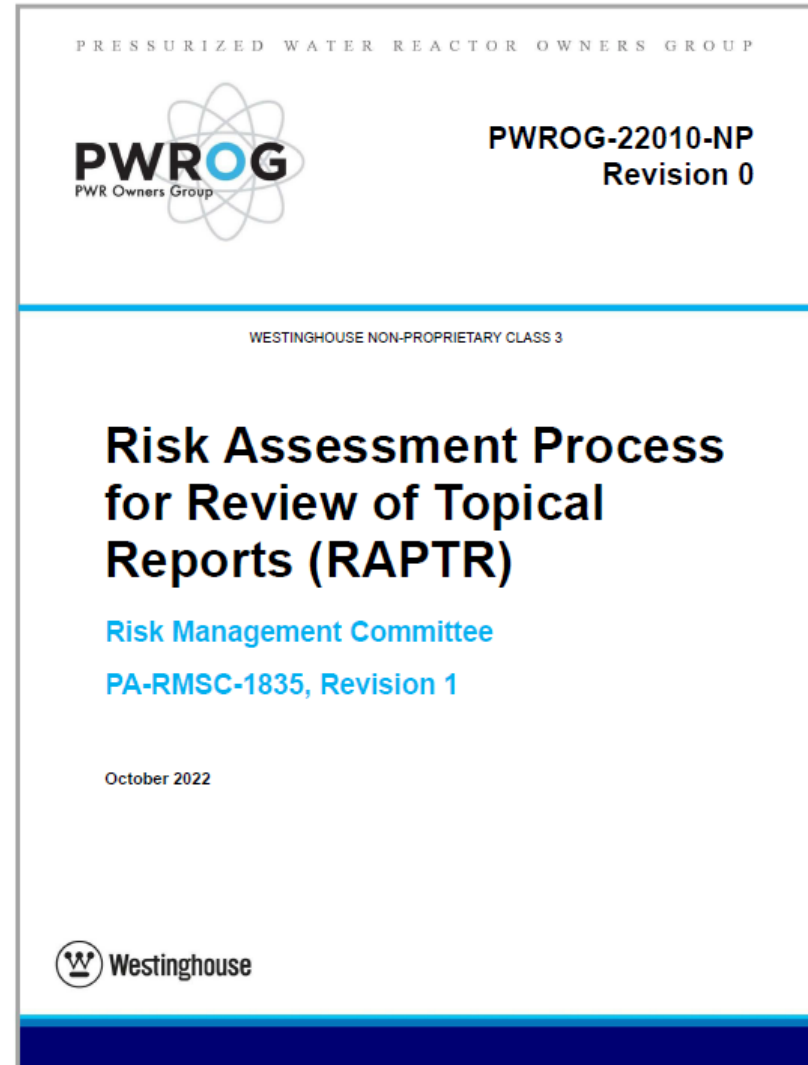 PRESSURIZED WATER REACTOR OWNERS GROUP
PWROG
PWR Owners Group
PWROG-22010-NP
Revision 0
WESTINGHOUSE NON-PROPRIETARY CLASS 3
Risk Assessment Process
for Review of Topical
Reports (RAPTR)
Risk Management Committee
PA-RMSC-1835, Revision 1
October 2022
Westinghouse